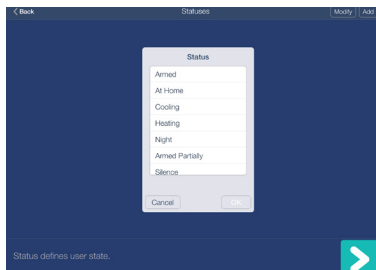 Back
Statuses
Modify
Add
Status
Armed
At Home
Cooling
Heating
Night
Armed Partially
Silence
Cancel
OK
Status defines user state.